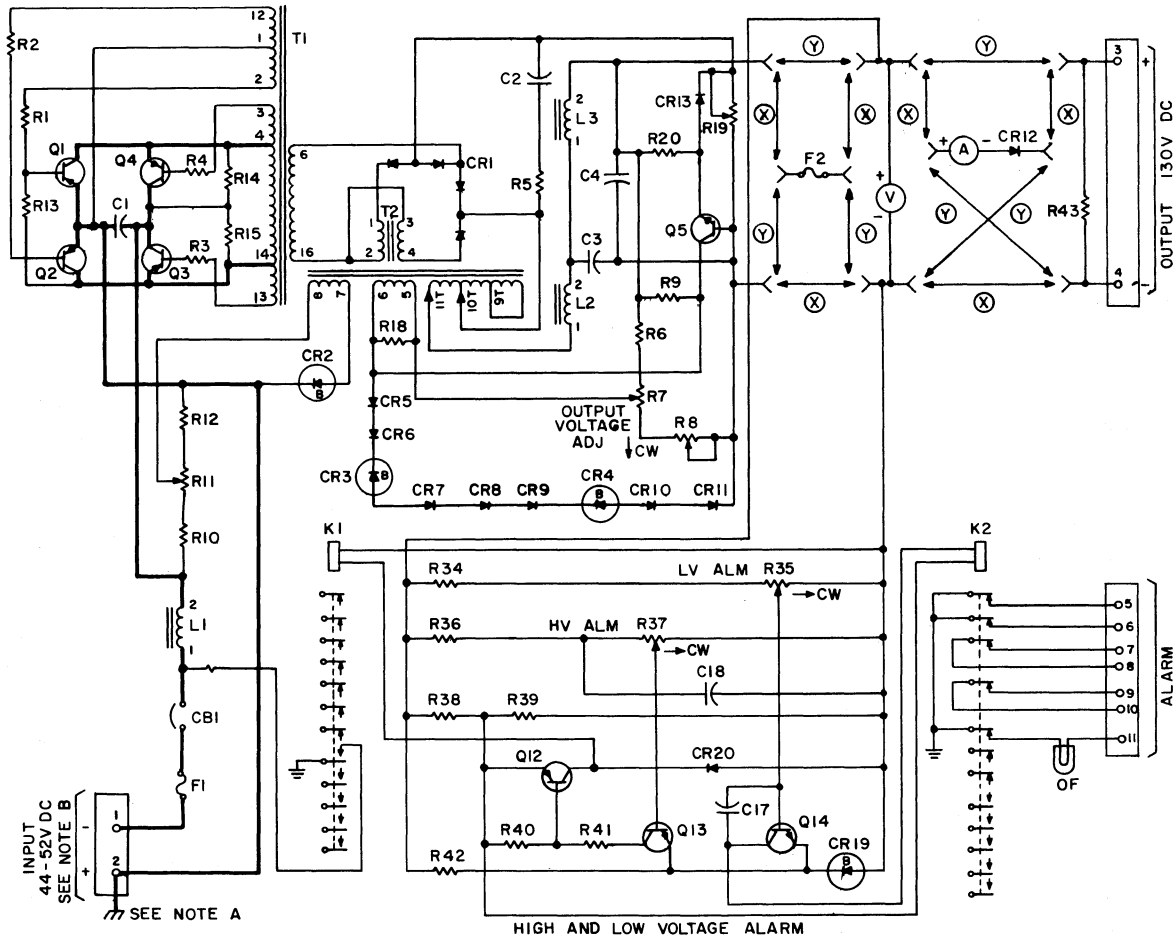 12
R2
1
T1
2
3
R1
4
Q1
Q4
R4
R14
R13
C1
R15
R3
Q2
Q3
14
13
6
16
CR1
T2
1
3
2
4
C2
R5
2
L3
1
C4
C3
2
L2
1
CR13
R19
R20
Q5
R9
R6
R7
R8
OUTPUT
VOLTAGE
ADJ
CW
8
7
6
5
11T
10T
9T
R18
CR2
B
CR5
CR6
CR3
B
CR7
CR8
CR9
CR4
B
CR10
CR11
R12
R11
R10
2
L1
1
CB1
F1
INPUT
44-52V DC
SEE NOTE B
-
+
1
2
SEE NOTE A
Y
X
X
F2
Y
Y
X
+
V
-
Y
X
X
+
A
-
CR12
Y
Y
X
R43
3
+
4
-
OUTPUT 130V DC
K1
K2
R34
LV ALM
R35
CW
R36
HV ALM
R37
CW
C18
R38
R39
Q12
CR20
C17
R40
R41
Q13
Q14
R42
CR19
B
5
6
7
8
9
10
11
ALARM
OF
HIGH AND LOW VOLTAGE ALARM